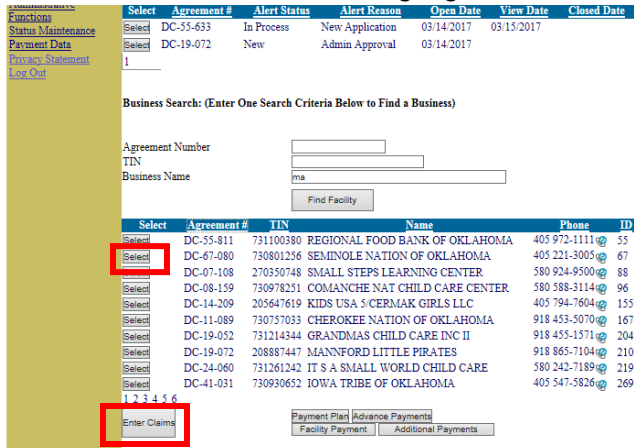 Administrative
Functions
Status Maintenance
Payment Data
Privacy Statement
Log Out
Select Agreement # Alert Status Alert Reason Open Date View Date Closed Date
Select DC-55-633 In Process New Application 03/14/2017 03/15/2017
Select DC-19-072 New Admin Approval 03/14/2017
1
Business Search: (Enter One Search Criteria Below to Find a Business)
Agreement Number
TIN
Business Name ma
Find Facility
Select Agreement # TIN Name Phone ID
Select DC-55-811 731100380 REGIONAL FOOD BANK OF OKLAHOMA 405 972-1111 55
Select DC-67-080 730801256 SEMINOLE NATION OF OKLAHOMA 405 221-3005 67
Select DC-07-108 270350748 SMALL STEPS LEARNING CENTER 580 924-9500 88
Select DC-08-159 730978251 COMANCHE NAT CHILD CARE CENTER 580 588-3114 96
Select DC-14-209 205647619 KIDS USA 5/CERMAK GIRLS LLC 405 794-7604 155
Select DC-11-089 730757033 CHEROKEE NATION OF OKLAHOMA 918 453-5070 167
Select DC-19-052 731214344 GRANDMAS CHILD CARE INC II 918 455-1571 204
Select DC-19-072 208887447 MANNFORD LITTLE PIRATES 918 865-7104 210
Select DC-24-060 731261242 IT S A SMALL WORLD CHILD CARE 580 242-7189 219
Select DC-41-031 730930652 IOWA TRIBE OF OKLAHOMA 405 547-5826 269
1 2 3 4 5 6
Enter Claims
Payment Plan Advance Payments
Facility Payment Additional Payments